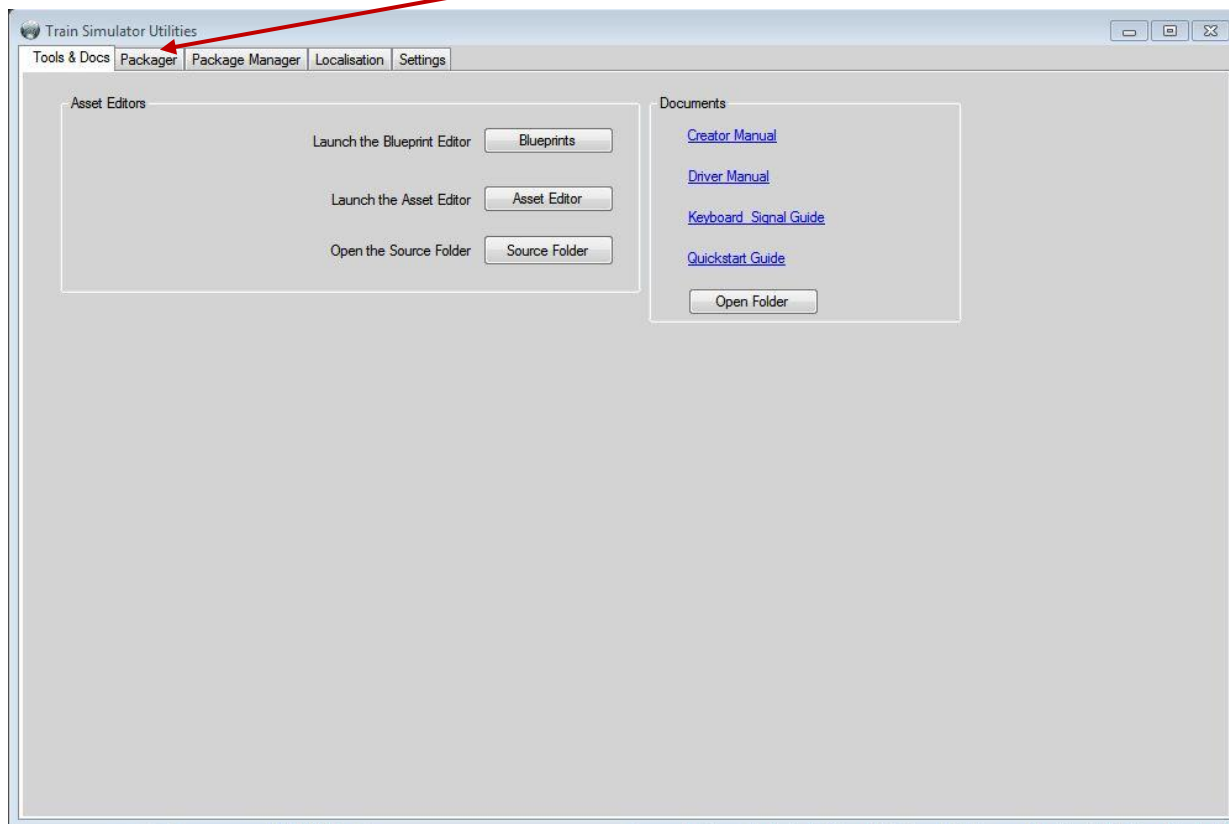 Train Simulator Utilities
Tools & Docs Packager Package Manager Localisation Settings
Asset Editors
Launch the Blueprint Editor Blueprints
Launch the Asset Editor Asset Editor
Open the Source Folder Source Folder
Documents
Creator Manual
Driver Manual
Keyboard Signal Guide
Quickstart Guide
Open Folder